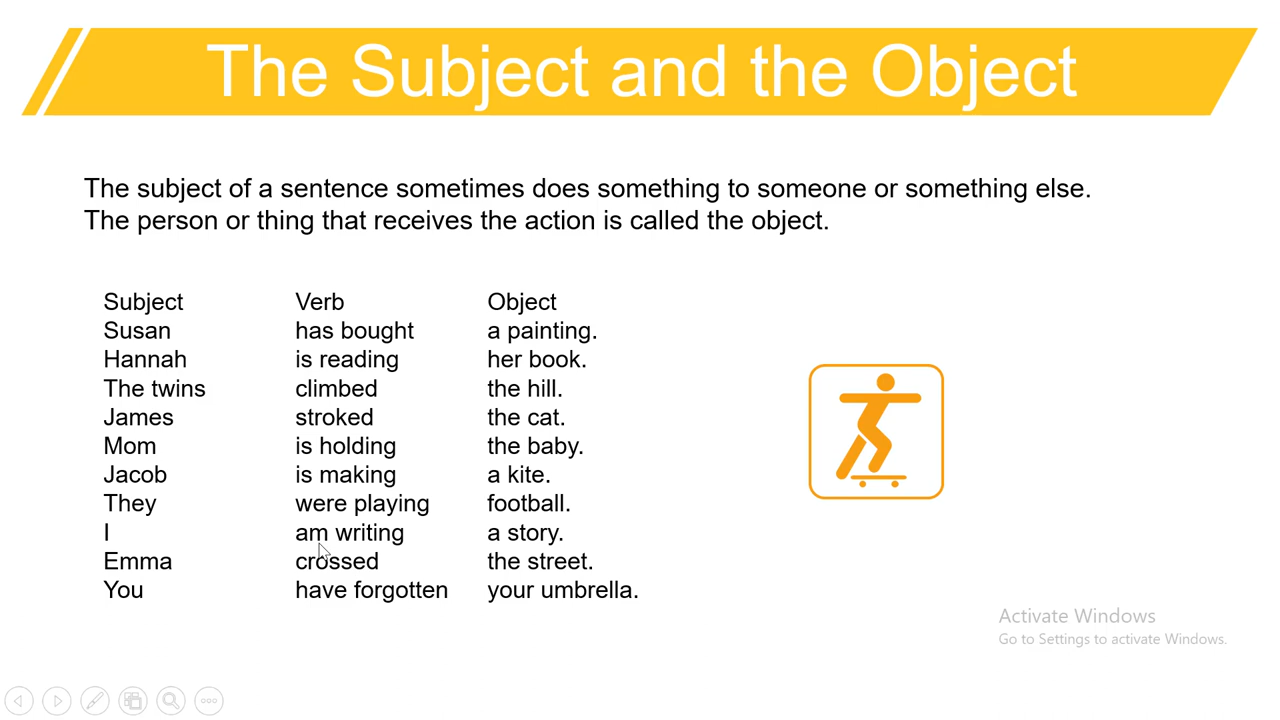 The Subject and the Object
The subject of a sentence sometimes does something to someone or something else.
The person or thing that receives the action is called the object.
Subject Verb Object
Susan has bought a painting.
Hannah is reading her book.
The twins climbed the hill.
James stroked the cat.
Mom is holding the baby.
Jacob is making a kite.
They were playing football.
I am writing a story.
Emma crossed the street.
You have forgotten your umbrella.
Activate Windows
Go to Settings to activate Windows.